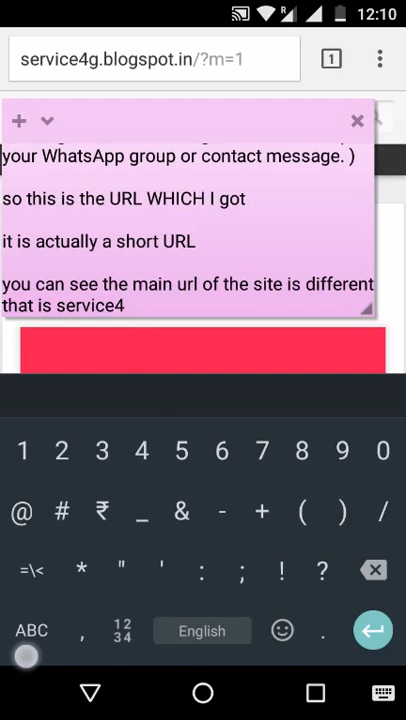 12:10
R
service4g.blogspot.in/?m=1
1
your WhatsApp group or contact message. )
so this is the URL WHICH I got
it is actually a short URL
you can see the main url of the site is different
that is service4
1 2 3 4 5 6 7 8 9 0
@ # ₹ _ & - + ( ) /
=\< * " ' : ; ! ?
ABC , 12 34 English .